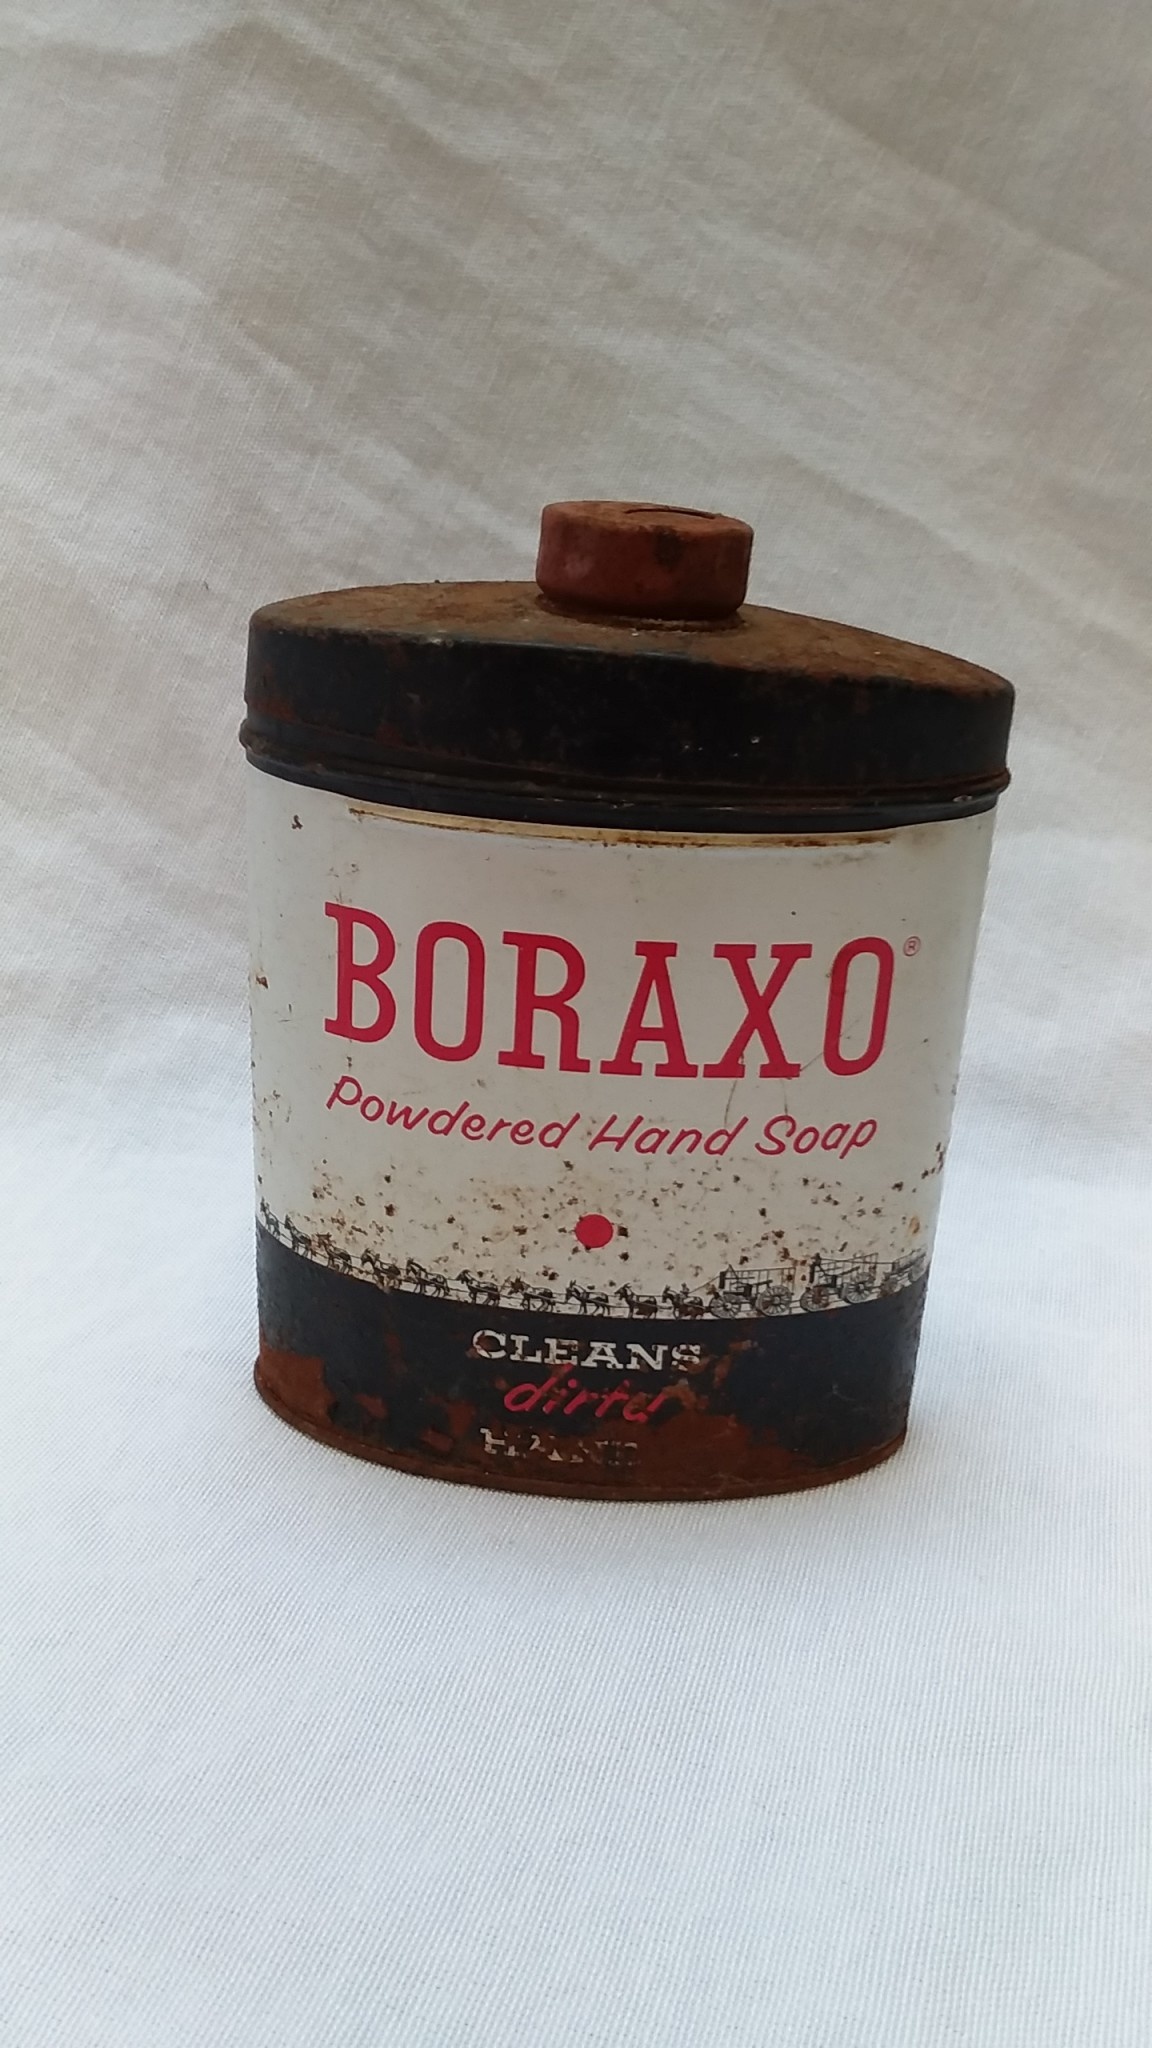 BORAXO®
Powdered Hand Soap
CLEANS
dirty